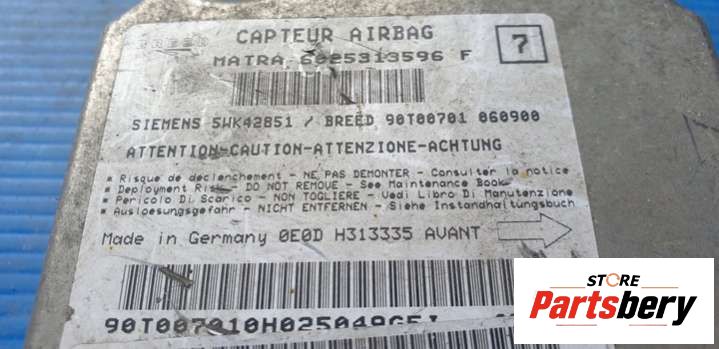 BREED
CAPTEUR AIRBAG
7
MATRA 6025313596 F
SIEMENS 5WK42851 / BREED 90T00701 060900
ATTENTION-CAUTION-ATTENZIONE-ACHTUNG
* Risque de declenchement - NE PAS DEMONTER - Consulter la notice
* Deployment Risk - DO NOT REMOVE - See Maintenance Book
* Pericolo Di Scarico - NON TOGLIERE - Vedi Libro Di Manutenzione
* Ausloesungsgefahr - NICHT ENTFERNEN - Siehe Instandhaltungsbuch
Made in Germany 0E0D H313335 AVANT
STORE
Partsbery